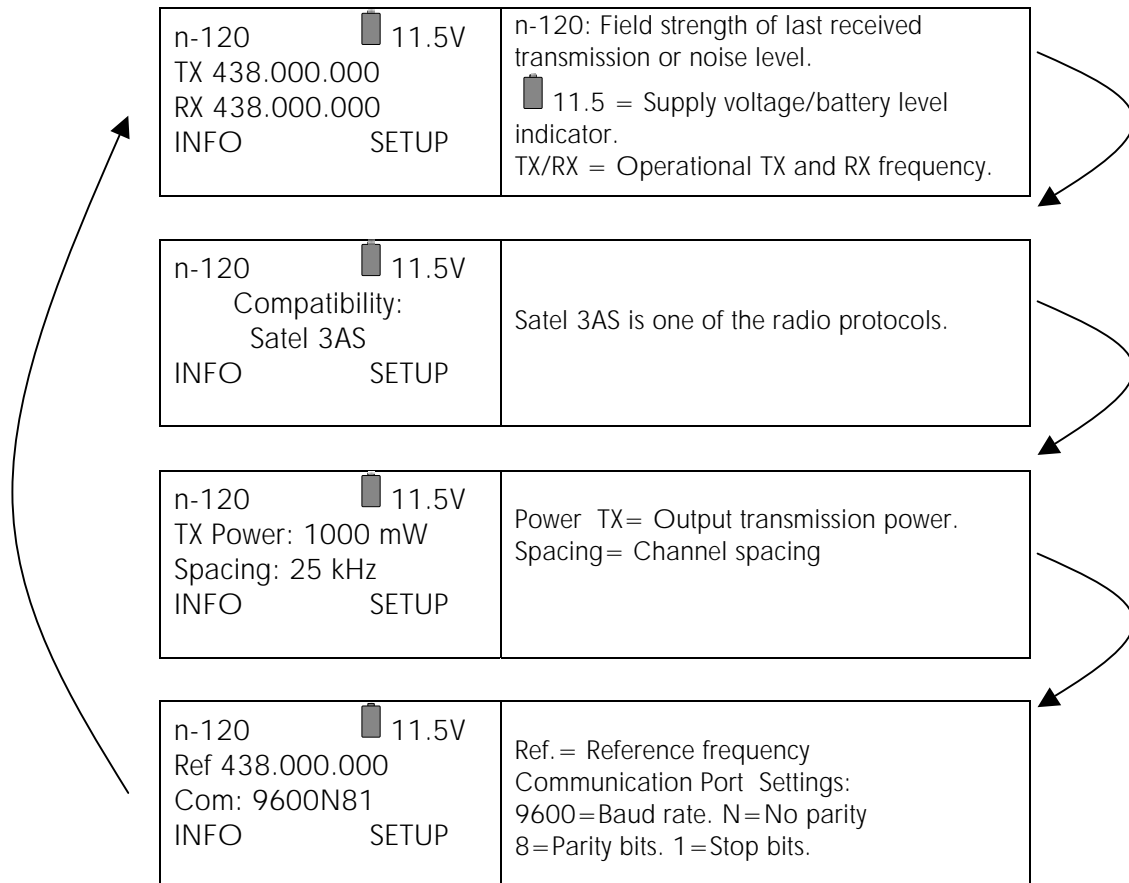 n-120 11.5V
TX 438.000.000
RX 438.000.000
INFO SETUP
n-120: Field strength of last received
transmission or noise level.
11.5 = Supply voltage/battery level
indicator.
TX/RX = Operational TX and RX frequency.
n-120 11.5V
Compatibility:
Satel 3AS
INFO SETUP
Satel 3AS is one of the radio protocols.
n-120 11.5V
TX Power: 1000 mW
Spacing: 25 kHz
INFO SETUP
Power TX= Output transmission power.
Spacing= Channel spacing
n-120 11.5V
Ref 438.000.000
Com: 9600N81
INFO SETUP
Ref.= Reference frequency
Communication Port Settings:
9600=Baud rate. N=No parity
8=Parity bits. 1=Stop bits.